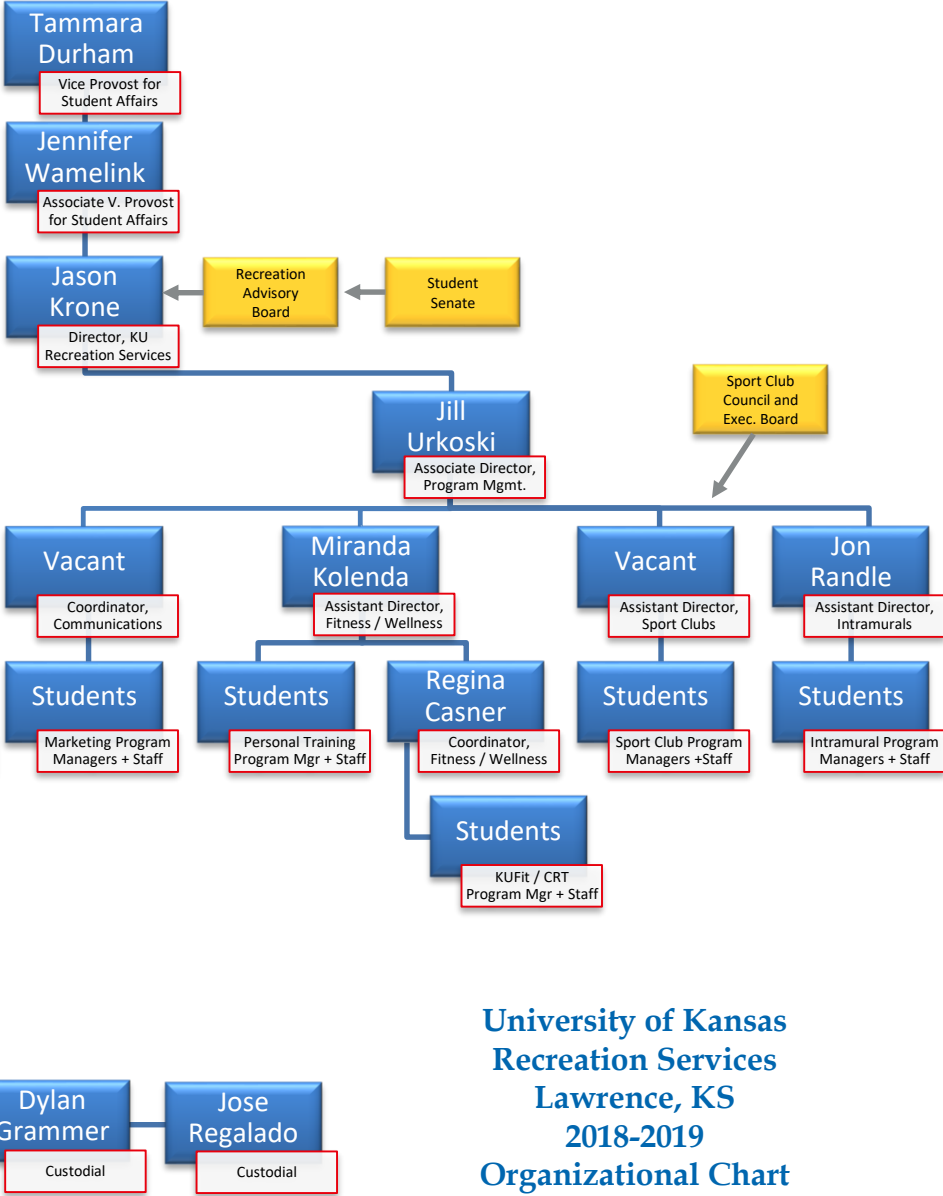 Tammara
Durham
Vice Provost for
Student Affairs
Jennifer
Wamelink
Associate V. Provost
for Student Affairs
Jason
Krone
Director, KU
Recreation Services
Recreation
Advisory
Board
Student
Senate
Jill
Urkoski
Associate Director,
Program Mgmt.
Sport Club
Council and
Exec. Board
Vacant
Coordinator,
Communications
Miranda
Kolenda
Assistant Director,
Fitness / Wellness
Vacant
Assistant Director,
Sport Clubs
Jon
Randle
Assistant Director,
Intramurals
Students
Marketing Program
Managers + Staff
Students
Personal Training
Program Mgr + Staff
Regina
Casner
Coordinator,
Fitness / Wellness
Students
Sport Club Program
Managers +Staff
Students
Intramural Program
Managers + Staff
Students
KUFit / CRT
Program Mgr + Staff
Dylan
Grammer
Custodial
Jose
Regalado
Custodial
University of Kansas
Recreation Services
Lawrence, KS
2018-2019
Organizational Chart